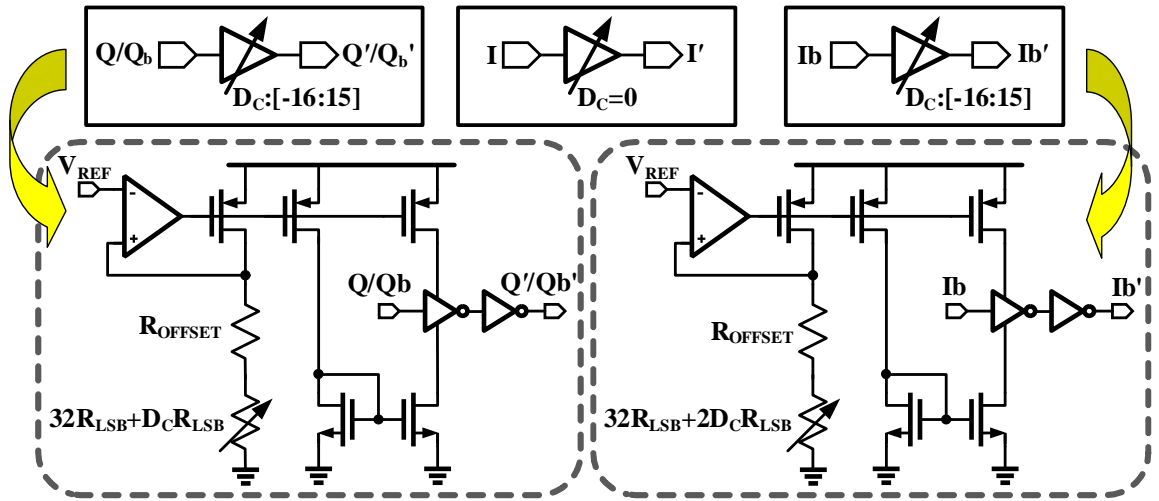 Q/Qb Q′/Qb' I I′ Ib Ib′
DC:[-16:15] DC=0 DC:[-16:15]
VREF VREF
- -
+ +
Q/Qb Q′/Qb' Ib Ib'
ROFFSET ROFFSET
32RLSB+DCRLSB 32RLSB+2DCRLSB